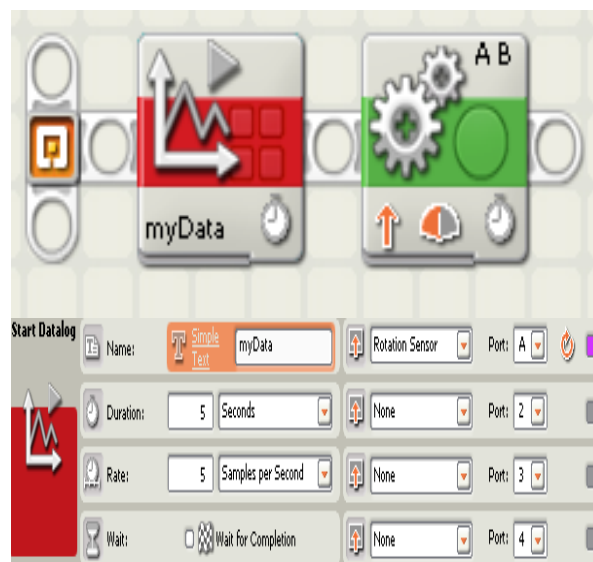 A B
myData
Start Datalog
Name: Simple Text myData Rotation Sensor Port: A
Duration: 5 Seconds None Port: 2
Rate: 5 Samples per Second None Port: 3
Wait: Wait for Completion None Port: 4